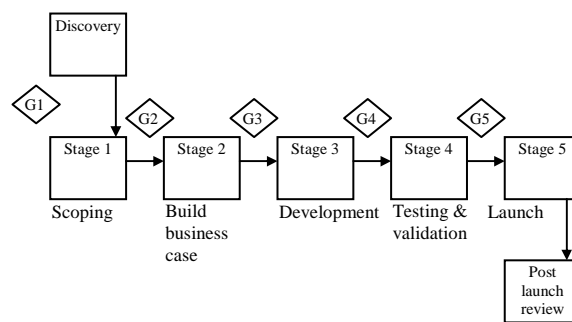 Discovery
G1
G2
G3
G4
G5
Stage 1
Stage 2
Stage 3
Stage 4
Stage 5
Scoping
Build
business
case
Development
Testing &
validation
Launch
Post
launch
review